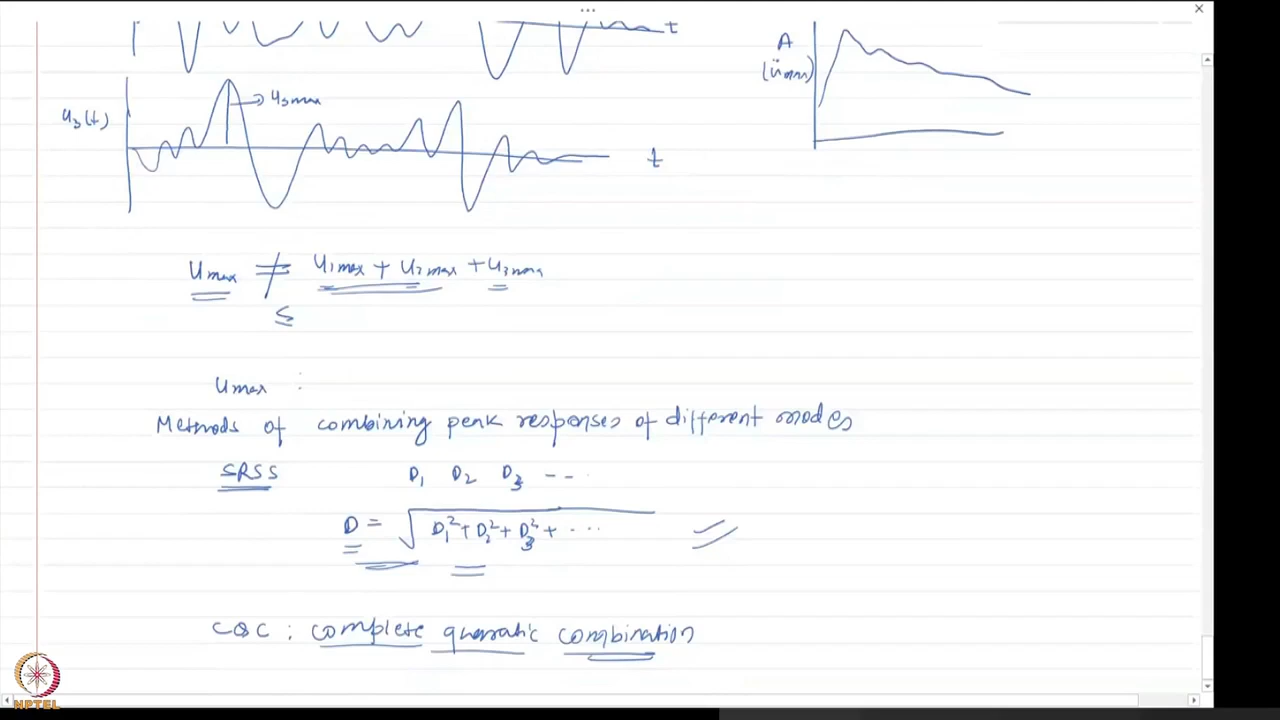 t
A
(ümax)
u3(t)
u3max
t
umax ≠ u1max + u2max + u3max
≤
umax :
Methods of combining peak responses of different modes
SRSS D1 D2 D3 ---
D = √(D1² + D2² + D3² + ...)
CQC : complete quadratic combination
NPTEL